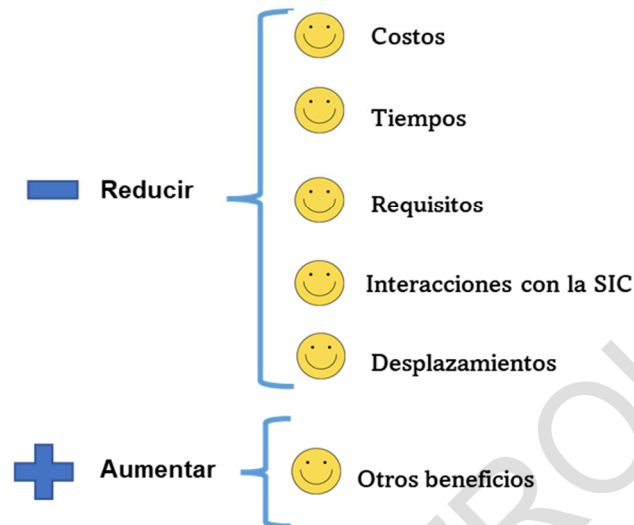 Costos
Tiempos
Reducir
Requisitos
Interacciones con la SIC
Desplazamientos
Aumentar
Otros beneficios